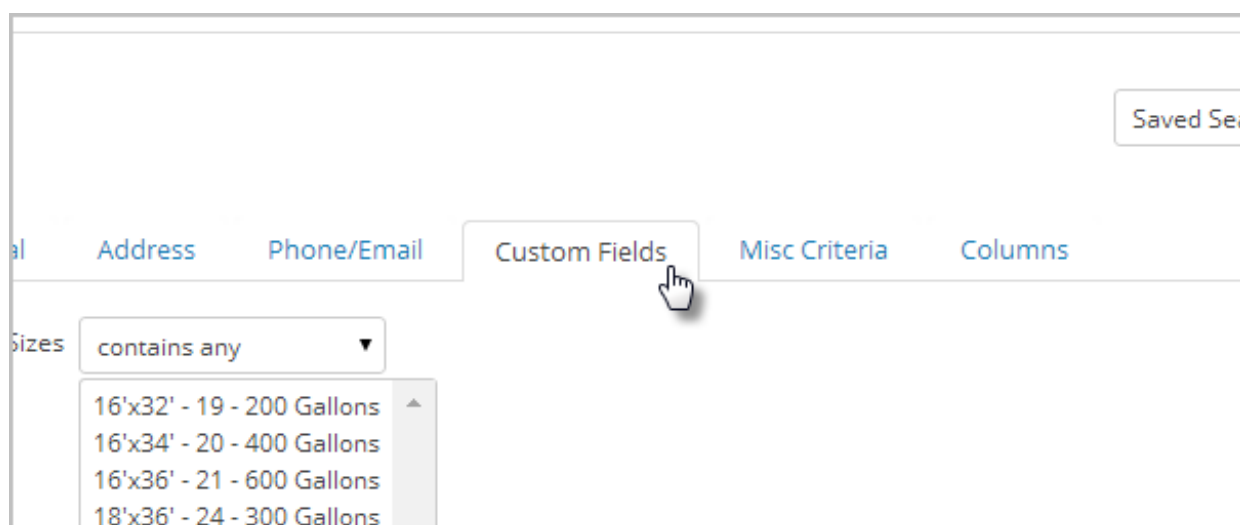 Saved Sea
al Address Phone/Email Custom Fields Misc Criteria Columns
Sizes contains any
16'x32' - 19 - 200 Gallons
16'x34' - 20 - 400 Gallons
16'x36' - 21 - 600 Gallons
18'x36' - 24 - 300 Gallons